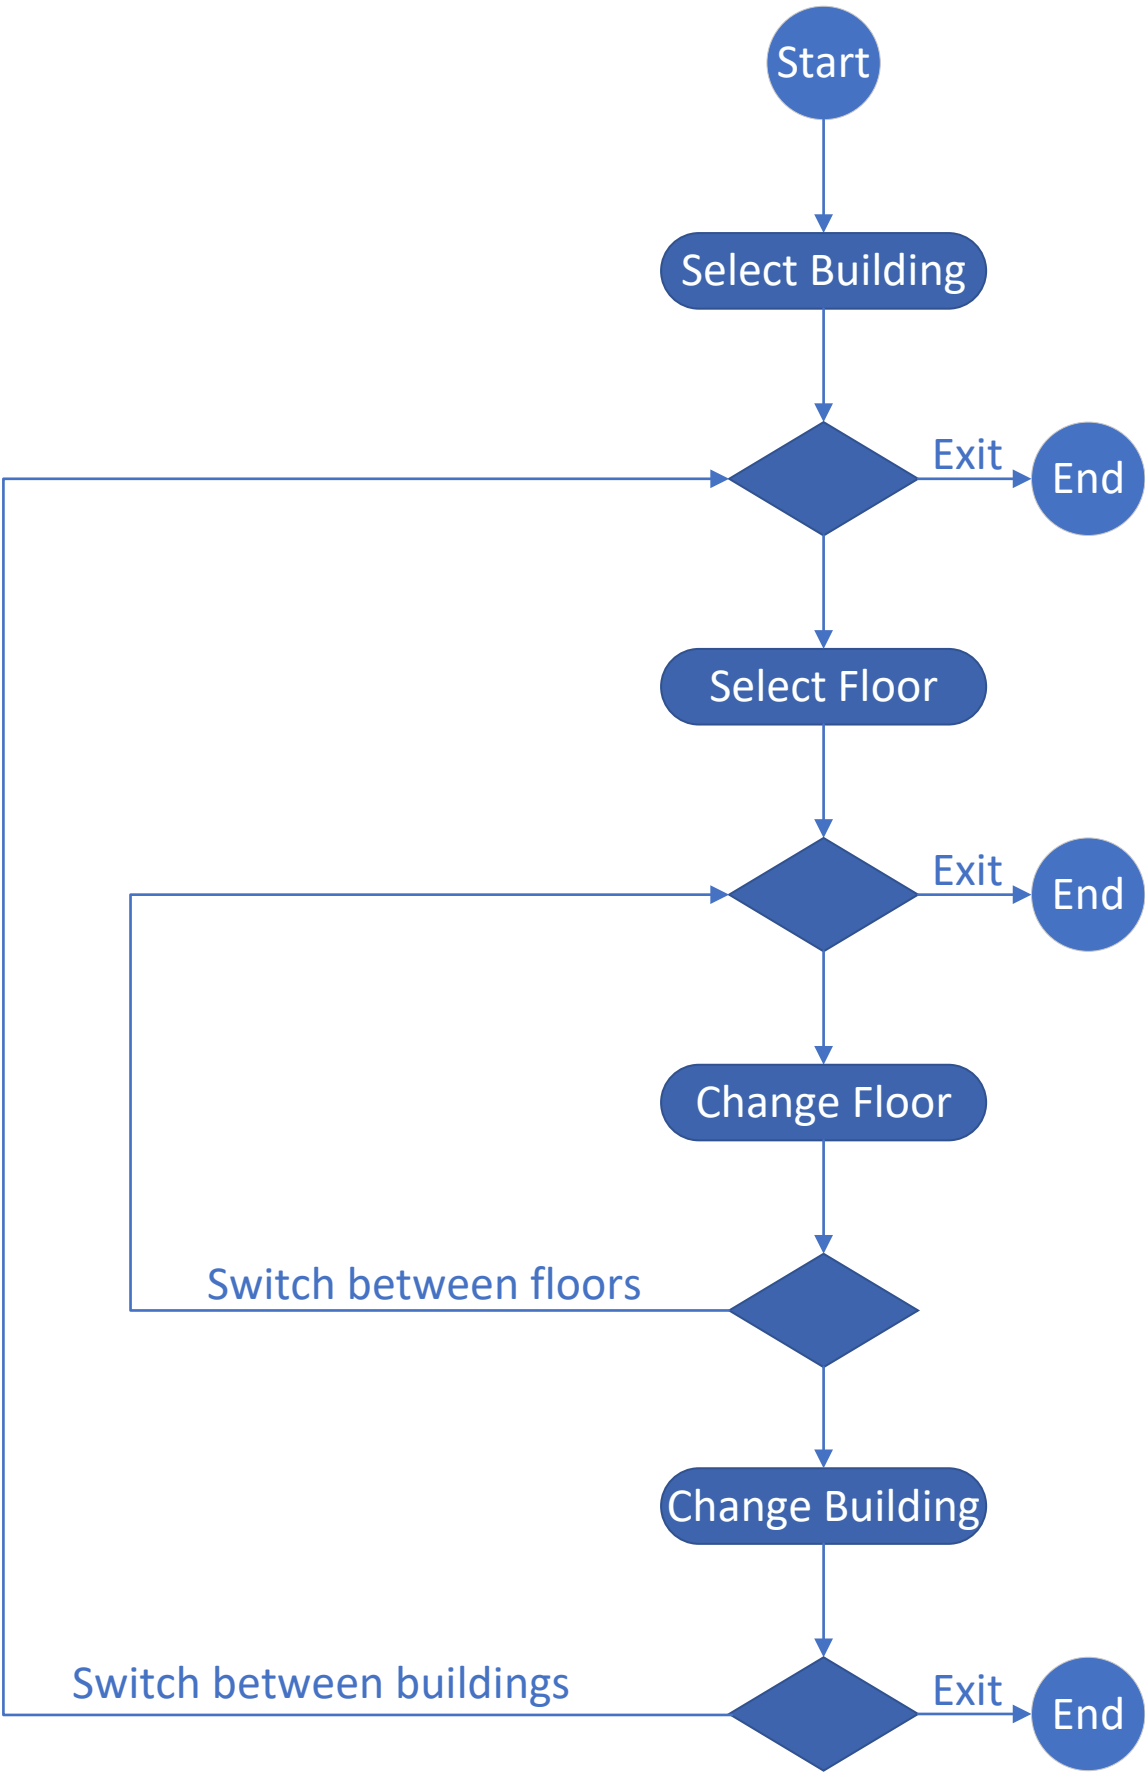 Start
Select Building
Exit
End
Select Floor
Exit
End
Change Floor
Switch between floors
Change Building
Switch between buildings
Exit
End